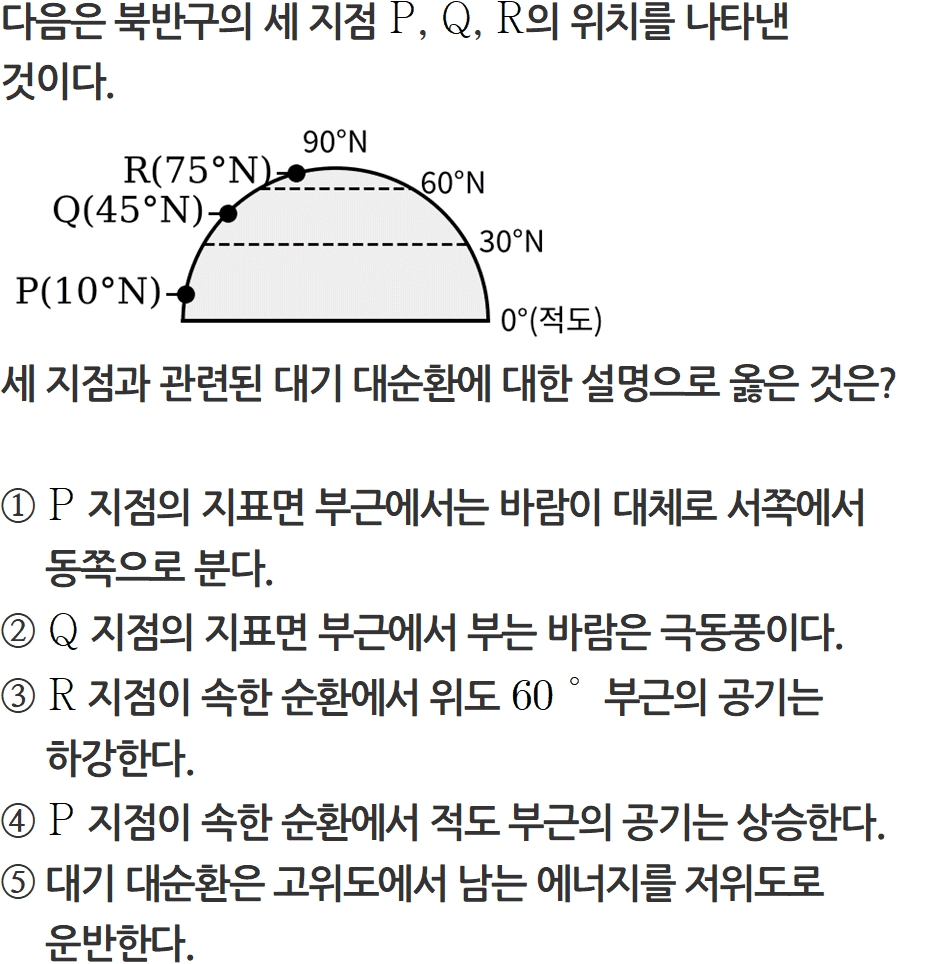 다음은 북반구의 세 지점 P, Q, R의 위치를 나타낸
것이다.
90°N
R(75°N)
60°N
Q(45°N)
30°N
P(10°N)
0°(적도)
세 지점과 관련된 대기 대순환에 대한 설명으로 옳은 것은?
① P 지점의 지표면 부근에서는 바람이 대체로 서쪽에서
동쪽으로 분다.
② Q 지점의 지표면 부근에서 부는 바람은 극동풍이다.
③ R 지점이 속한 순환에서 위도 60° 부근의 공기는
하강한다.
④ P 지점이 속한 순환에서 적도 부근의 공기는 상승한다.
⑤ 대기 대순환은 고위도에서 남는 에너지를 저위도로
운반한다.